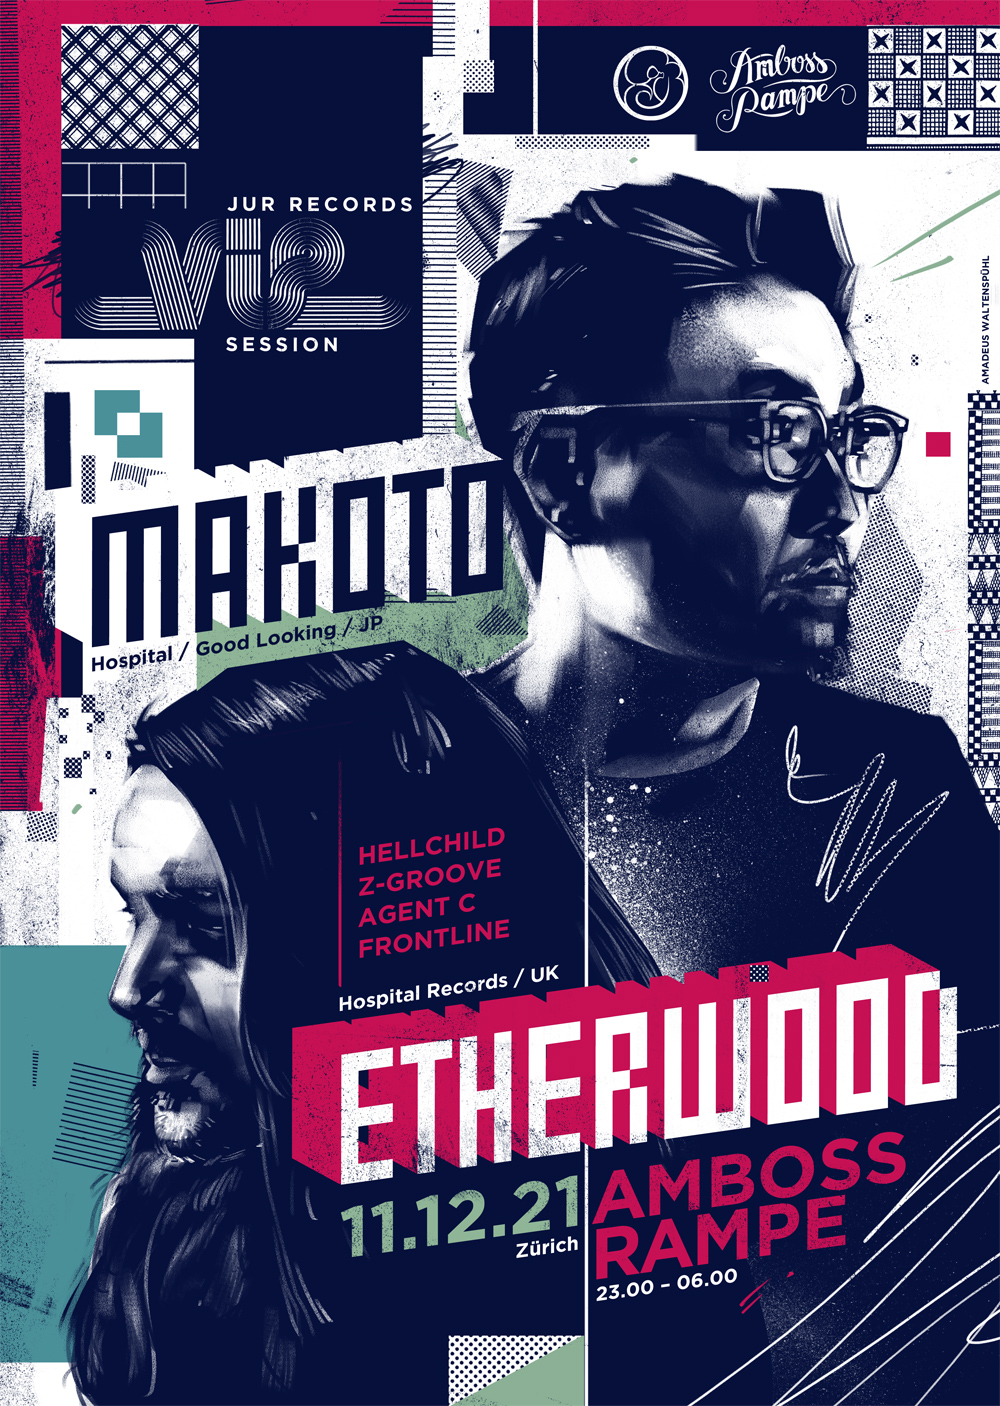 Amboss
Rampe
JUR RECORDS
vis
SESSION
AMADEUS WALTENSPÜHL
MAKOTO
Hospital / Good Looking / JP
HELLCHILD
Z-GROOVE
AGENT C
FRONTLINE
Hospital Records / UK
ETHERWOOD
11.12.21
Zürich
AMBOSS
RAMPE
23.00 – 06.00